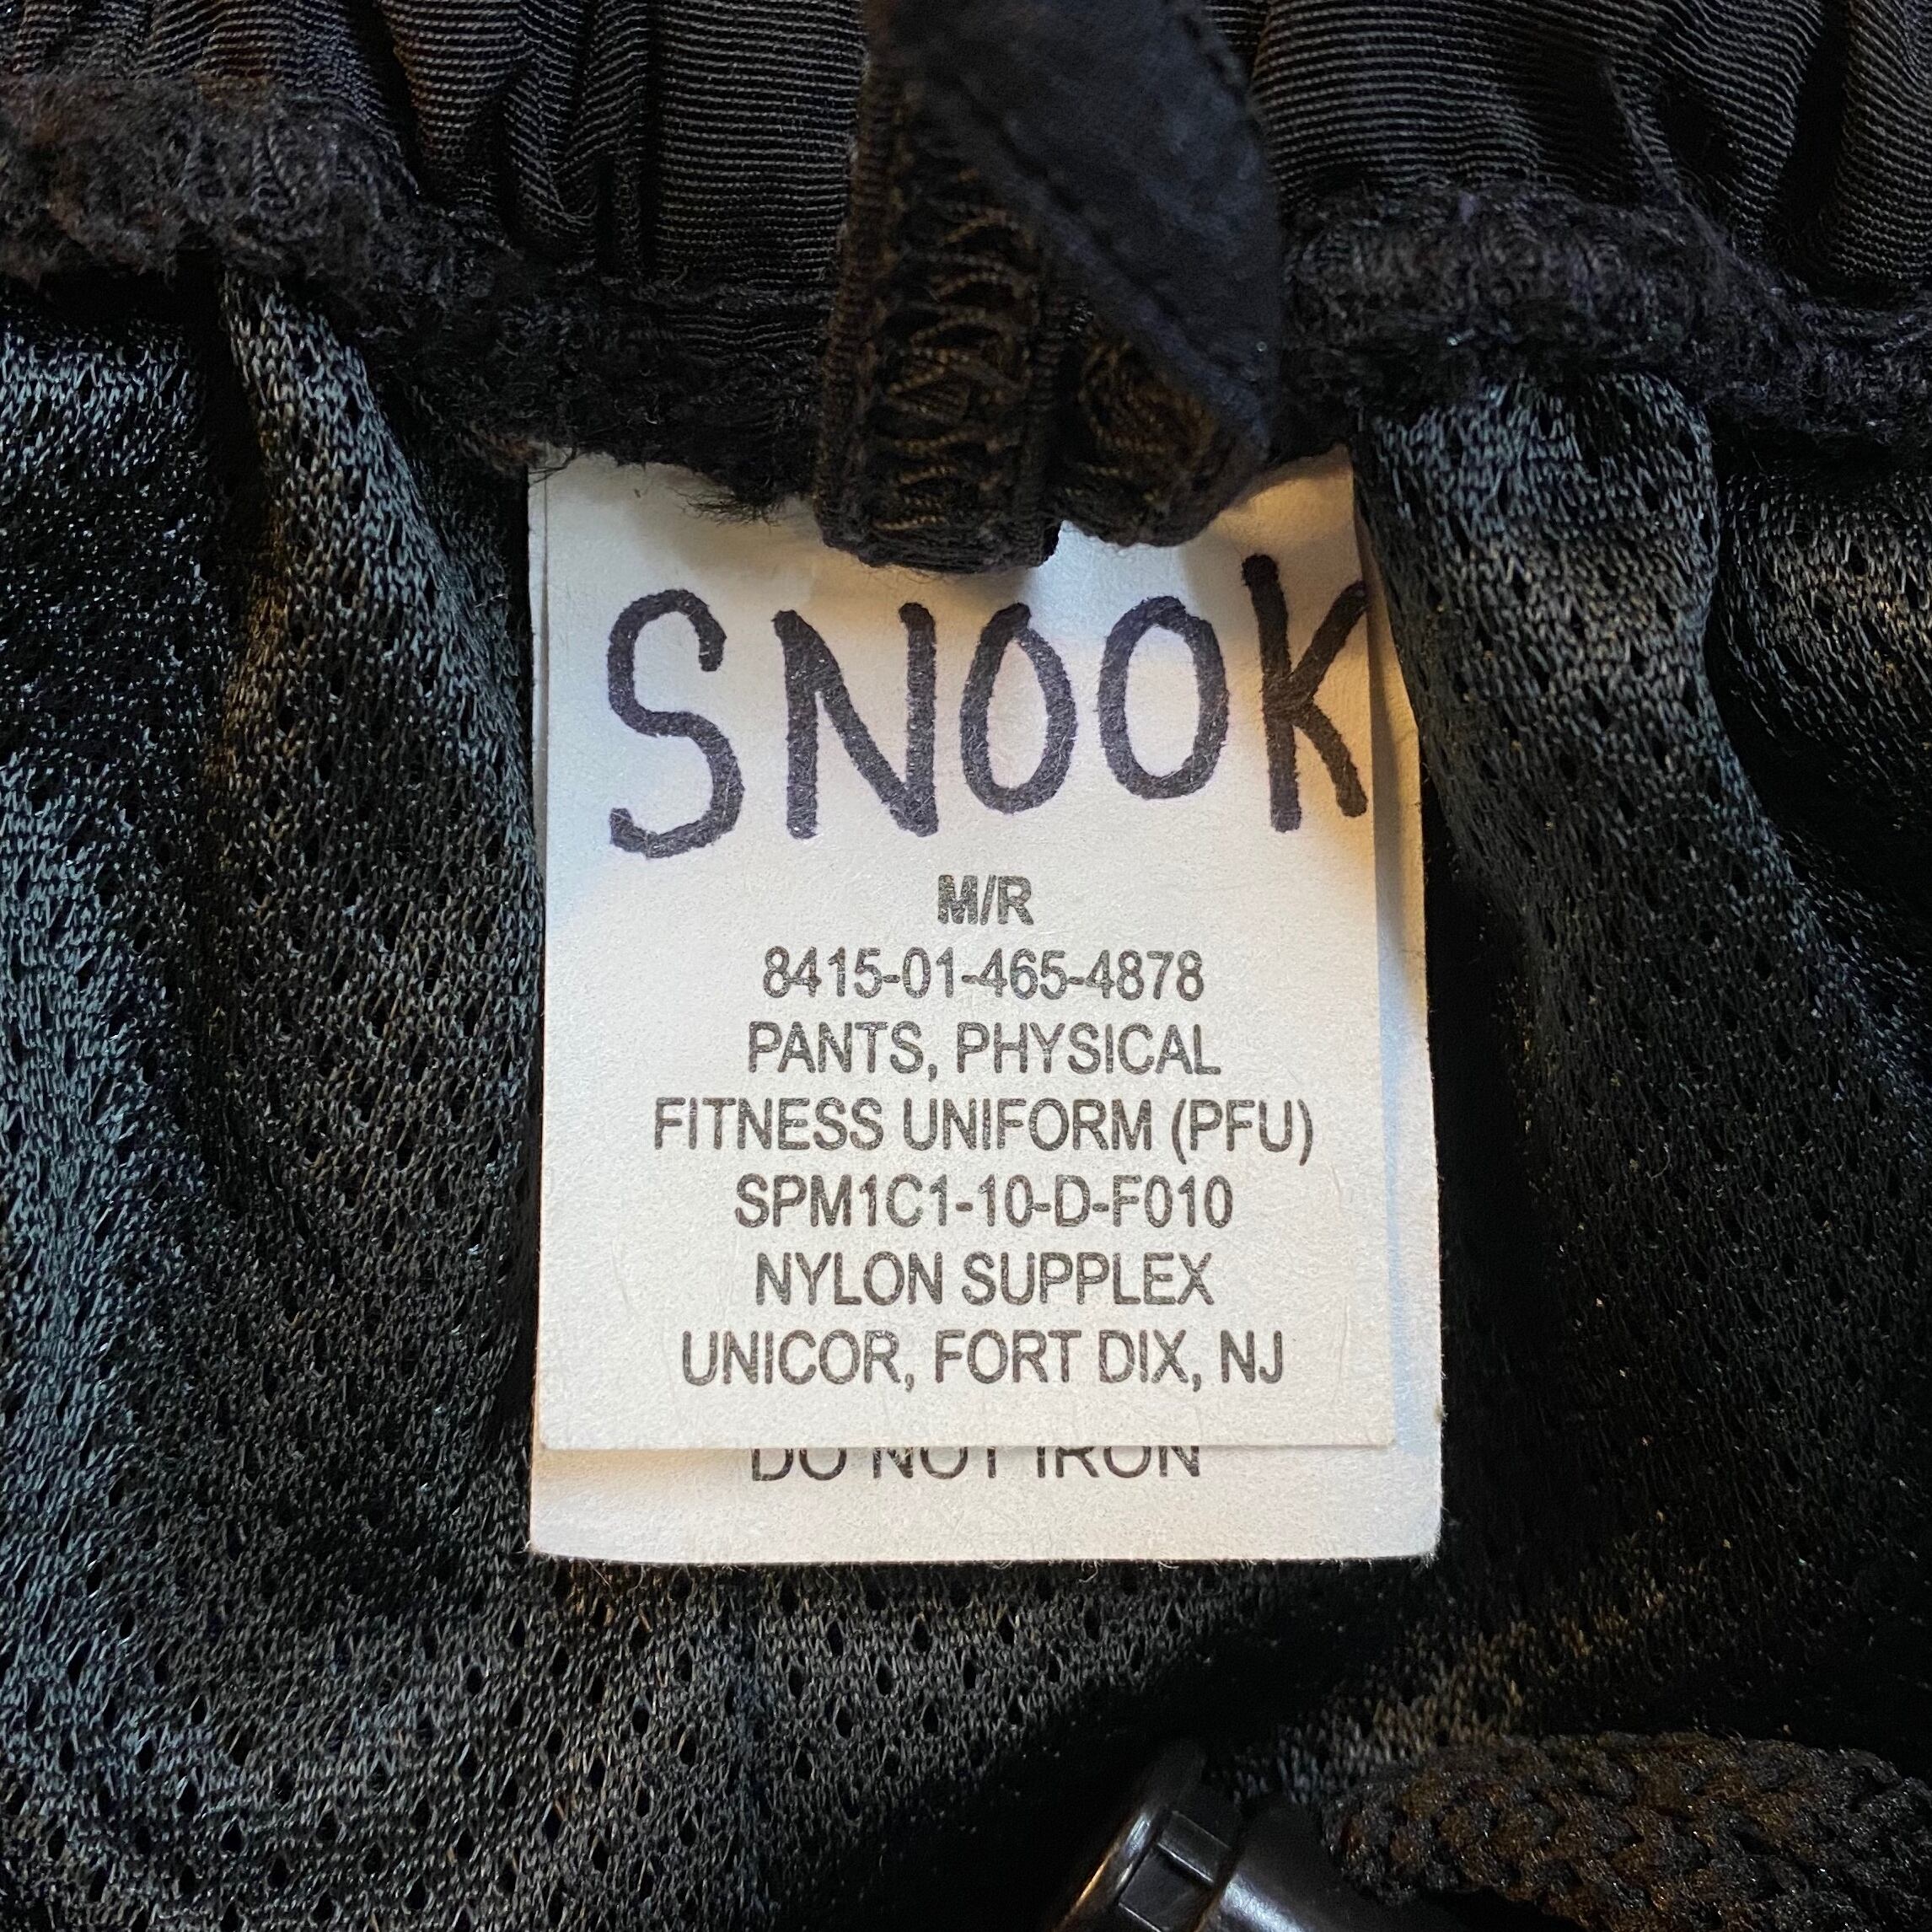 SNOOK
M/R
8415-01-465-4878
PANTS, PHYSICAL
FITNESS UNIFORM (PFU)
SPM1C1-10-D-F010
NYLON SUPPLEX
UNICOR, FORT DIX, NJ
DO NOT IRON